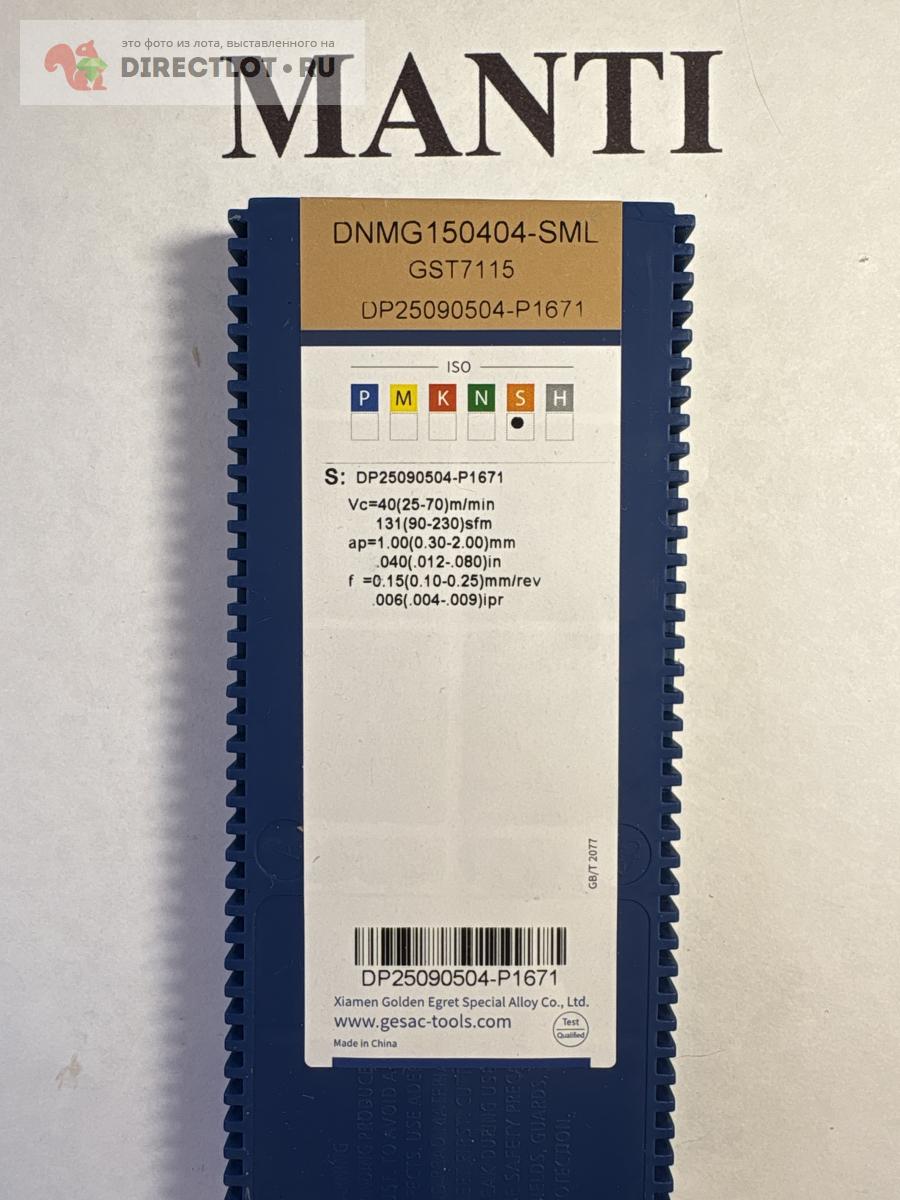 это фото из лота, выставленного на
DIRECTLOT.RU
MANTI
DNMG150404-SML
GST7115
DP25090504-P1671
ISO
P M K N S H
S: DP25090504-P1671
Vc=40(25-70)m/min
131(90-230)sfm
ap=1.00(0.30-2.00)mm
.040(.012-.080)in
f =0.15(0.10-0.25)mm/rev
.006(.004-.009)ipr
GB/T 2077
DP25090504-P1671
Xiamen Golden Egret Special Alloy Co., Ltd.
www.gesac-tools.com
Test
Qualified
Made in China